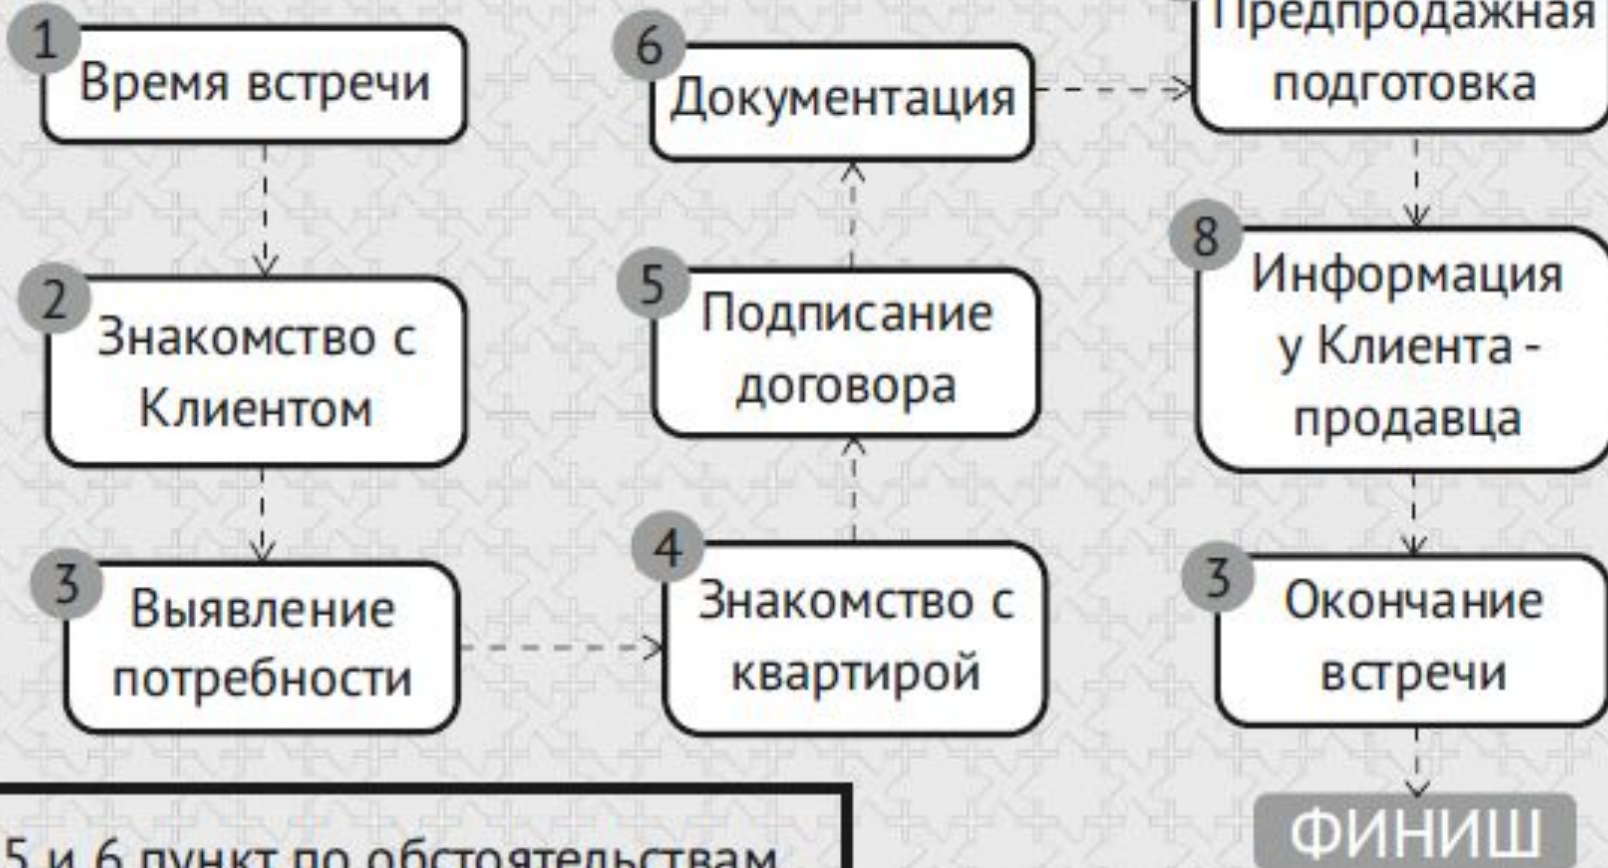 1
Время встречи
2
Знакомство с
Клиентом
3
Выявление
потребности
4
Знакомство с
квартирой
5
Подписание
договора
6
Документация
Предпродажная
подготовка
8
Информация
у Клиента -
продавца
3
Окончание
встречи
ФИНИШ
5 и 6 пункт по обстоятельствам